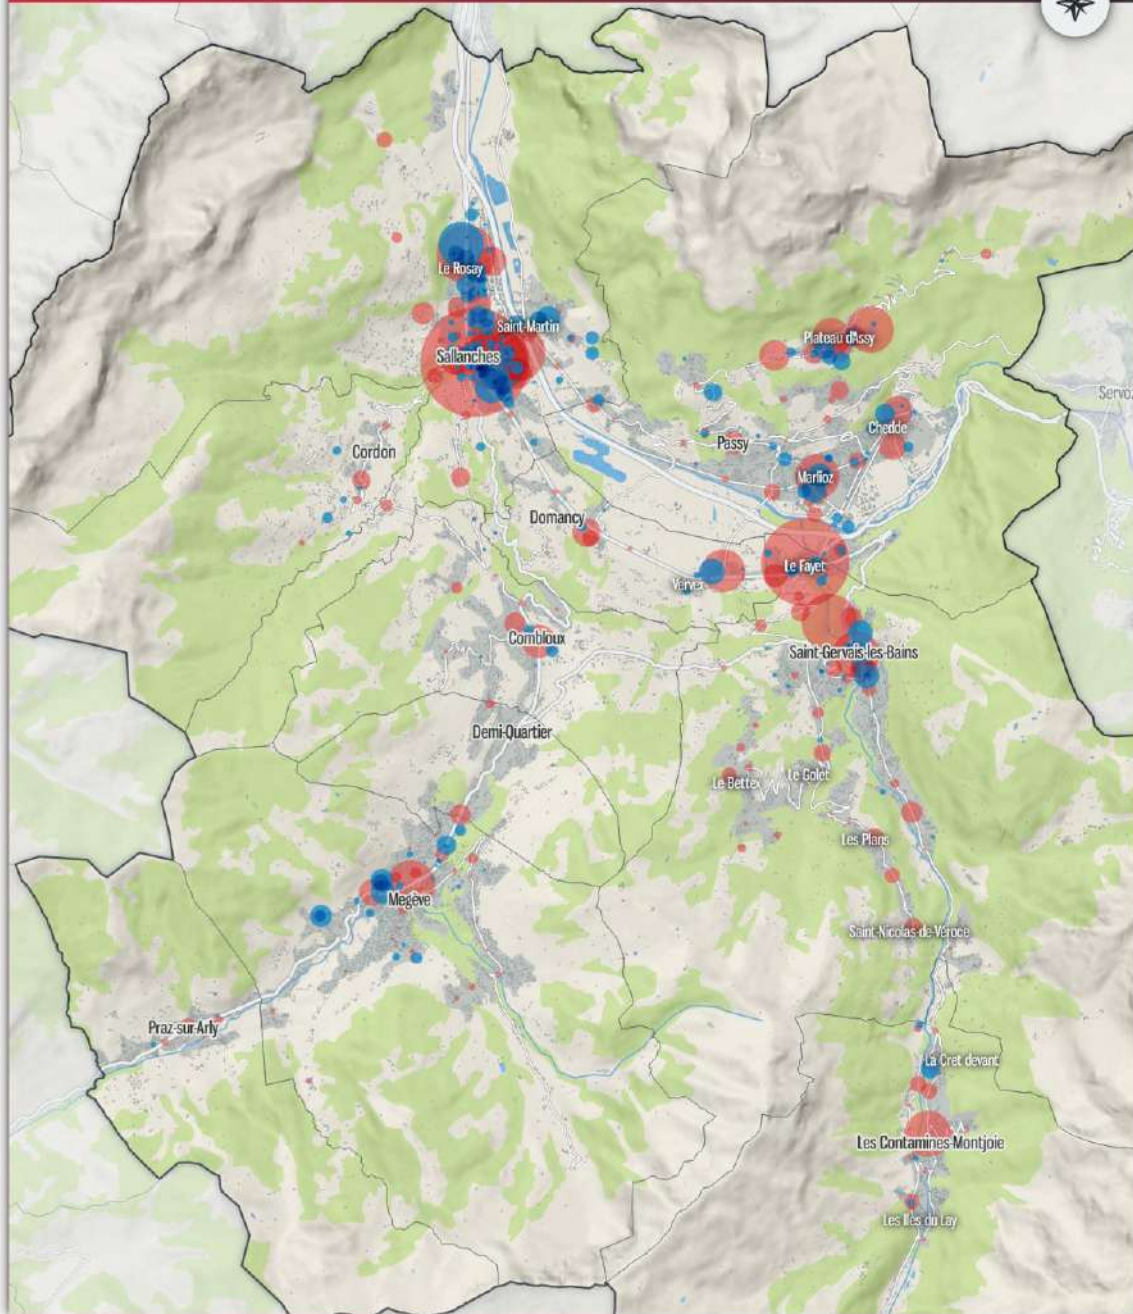 Le Rosay
Saint-Martin
Sallanches
Plateau d'Assy
Servoz
Chedde
Passy
Cordon
Marlioz
Domancy
Le Fayet
Vervex
Combloux
Saint-Gervais-les-Bains
Demi-Quartier
Le Bettex
Le Golet
Les Plans
Megève
Saint-Nicolas-de-Véroce
Praz-sur-Arly
La Cret devant
Les Contamines-Montjoie
Les Iles du Lay